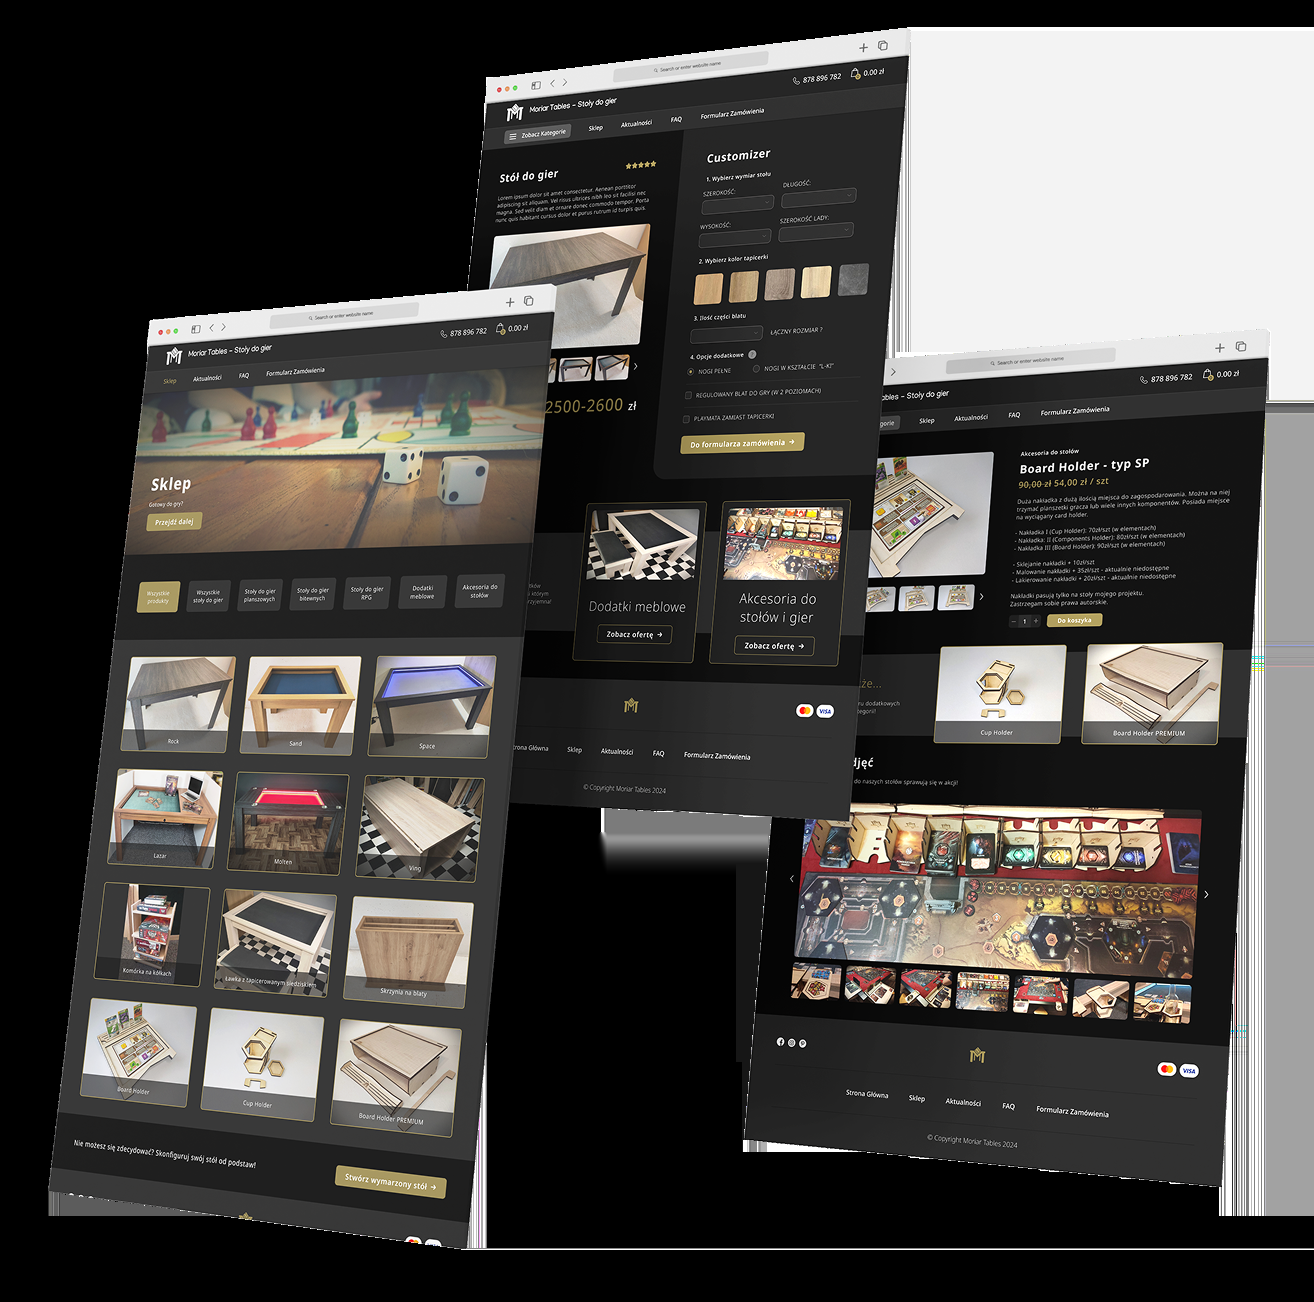 Search or enter website name
Moriar Tables – Stoły do gier
878 896 782
0.00 zł
Zobacz Kategorie
Sklep
Aktualności
FAQ
Formularz Zamówienia
Stół do gier
Lorem ipsum dolor sit amet consectetur. Aenean porttitor
adipiscing sit aliquam. Vel risus ultrices nibh leo sit facilisi nec
magna. Sed velit diam et ornare donec commodo tempor. Porta
nunc quis habitant cursus dolor et purus rutrum id turpis quis.
2500-2600 zł
Customizer
1. Wybierz wymiar stołu
SZEROKOŚĆ:
DŁUGOŚĆ:
WYSOKOŚĆ:
SZEROKOŚĆ LADY:
2. Wybierz kolor tapicerki
3. Ilość części blatu
ŁĄCZNY ROZMIAR ?
4. Opcje dodatkowe
NOGI PEŁNE
NOGI W KSZTAŁCIE "L-KI"
REGULOWANY BLAT DO GRY (W 2 POZIOMACH)
PLAYMATA ZAMIAST TAPICERKI
Do formularza zamówienia →
Dodatki meblowe
Zobacz ofertę →
Akcesoria do
stołów i gier
Zobacz ofertę →
VISA
Sklep
Aktualności
FAQ
Formularz Zamówienia
© Copyright Moriar Tables 2024
Search or enter website name
Moriar Tables – Stoły do gier
878 896 782
0.00 zł
Sklep
Aktualności
FAQ
Formularz Zamówienia
Sklep
Gotowy do gry?
Przejdź dalej
Wszystkie
produkty
Wszystkie
stoły do gier
Stoły do gier
planszowych
Stoły do gier
bitewnych
Stoły do gier
RPG
Dodatki
meblowe
Akcesoria do
stołów
Rock
Sand
Space
Lazar
Molten
Ving
Komórka na kółkach
Ławka z tapicerowanym siedziskiem
Skrzynia na blaty
Board Holder
Cup Holder
Board Holder PREMIUM
Nie możesz się zdecydować? Skonfiguruj swój stół od podstaw!
Stwórz wymarzony stół →
Search or enter website name
878 896 782
0.00 zł
Sklep
Aktualności
FAQ
Formularz Zamówienia
Akcesoria do stołów
Board Holder - typ SP
90,00 zł 54,00 zł / szt
Duża nakładka z dużą ilością miejsca do zagospodarowania. Można na niej
trzymać planszetki gracza lub wiele innych komponentów. Posiada miejsce
na wyciągany card holder.
- Nakładka I (Cup Holder): 70zł/szt (w elementach)
- Nakładka: II (Components Holder): 80zł/szt (w elementach)
- Nakładka III (Board Holder): 90zł/szt (w elementach)
- Sklejanie nakładki + 10zł/szt
- Malowanie nakładki + 35zł/szt - aktualnie niedostępne
- Lakierowanie nakładki + 20zł/szt - aktualnie niedostępne
Nakładki pasują tylko na stoły mojego projektu.
Zastrzegam sobie prawa autorskie.
− 1 +
Do koszyka
Cup Holder
Board Holder PREMIUM
do naszych stołów sprawują się w akcji!
VISA
Strona Główna
Sklep
Aktualności
FAQ
Formularz Zamówienia
© Copyright Moriar Tables 2024